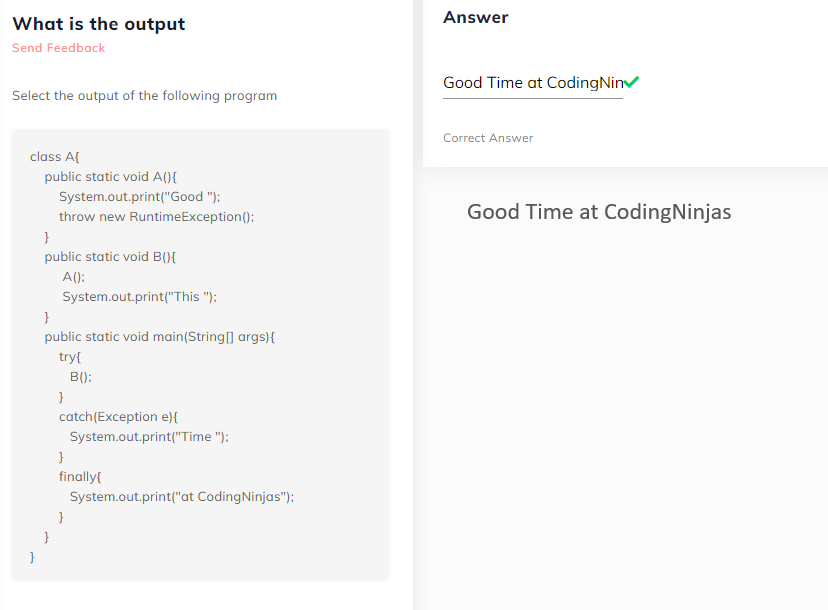 What is the output
Send Feedback
Select the output of the following program
class A{
public static void A(){
System.out.print("Good ");
throw new RuntimeException();
}
public static void B(){
A();
System.out.print("This ");
}
public static void main(String[] args){
try{
B();
}
catch(Exception e){
System.out.print("Time ");
}
finally{
System.out.print("at CodingNinjas");
}
}
}
Answer
Good Time at CodingNin
Correct Answer
Good Time at CodingNinjas